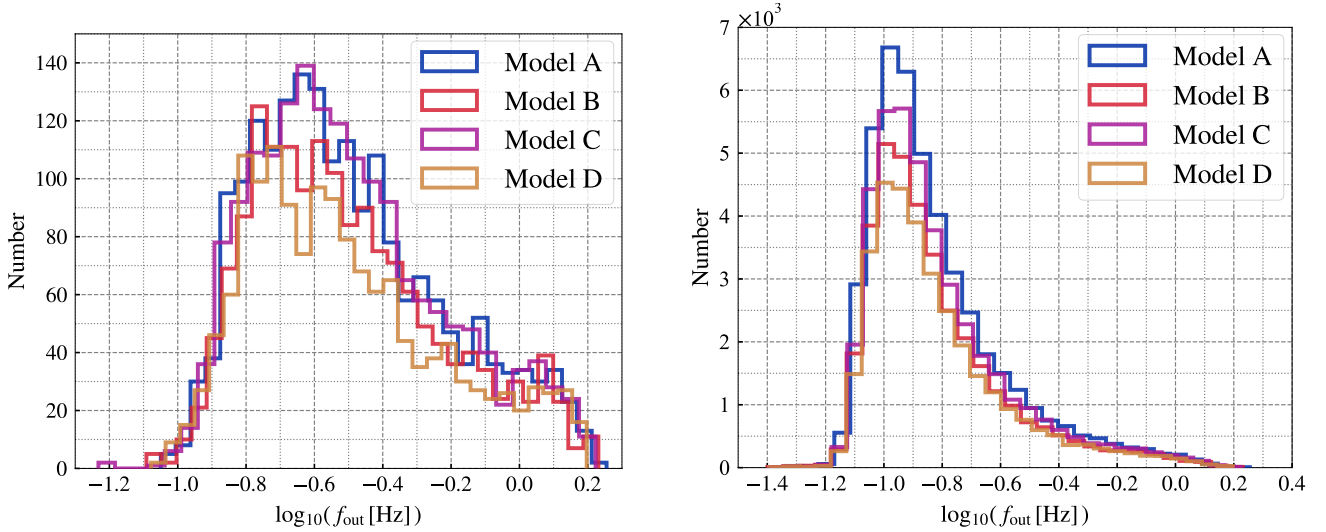 140
120
100
80
60
40
20
0
Number
−1.2 −1.0 −0.8 −0.6 −0.4 −0.2 0.0 0.2
log₁₀(f_out [Hz])
Model A
Model B
Model C
Model D
×10³
7
6
5
4
3
2
1
0
Number
−1.4 −1.2 −1.0 −0.8 −0.6 −0.4 −0.2 0.0 0.2 0.4
log₁₀(f_out [Hz])
Model A
Model B
Model C
Model D